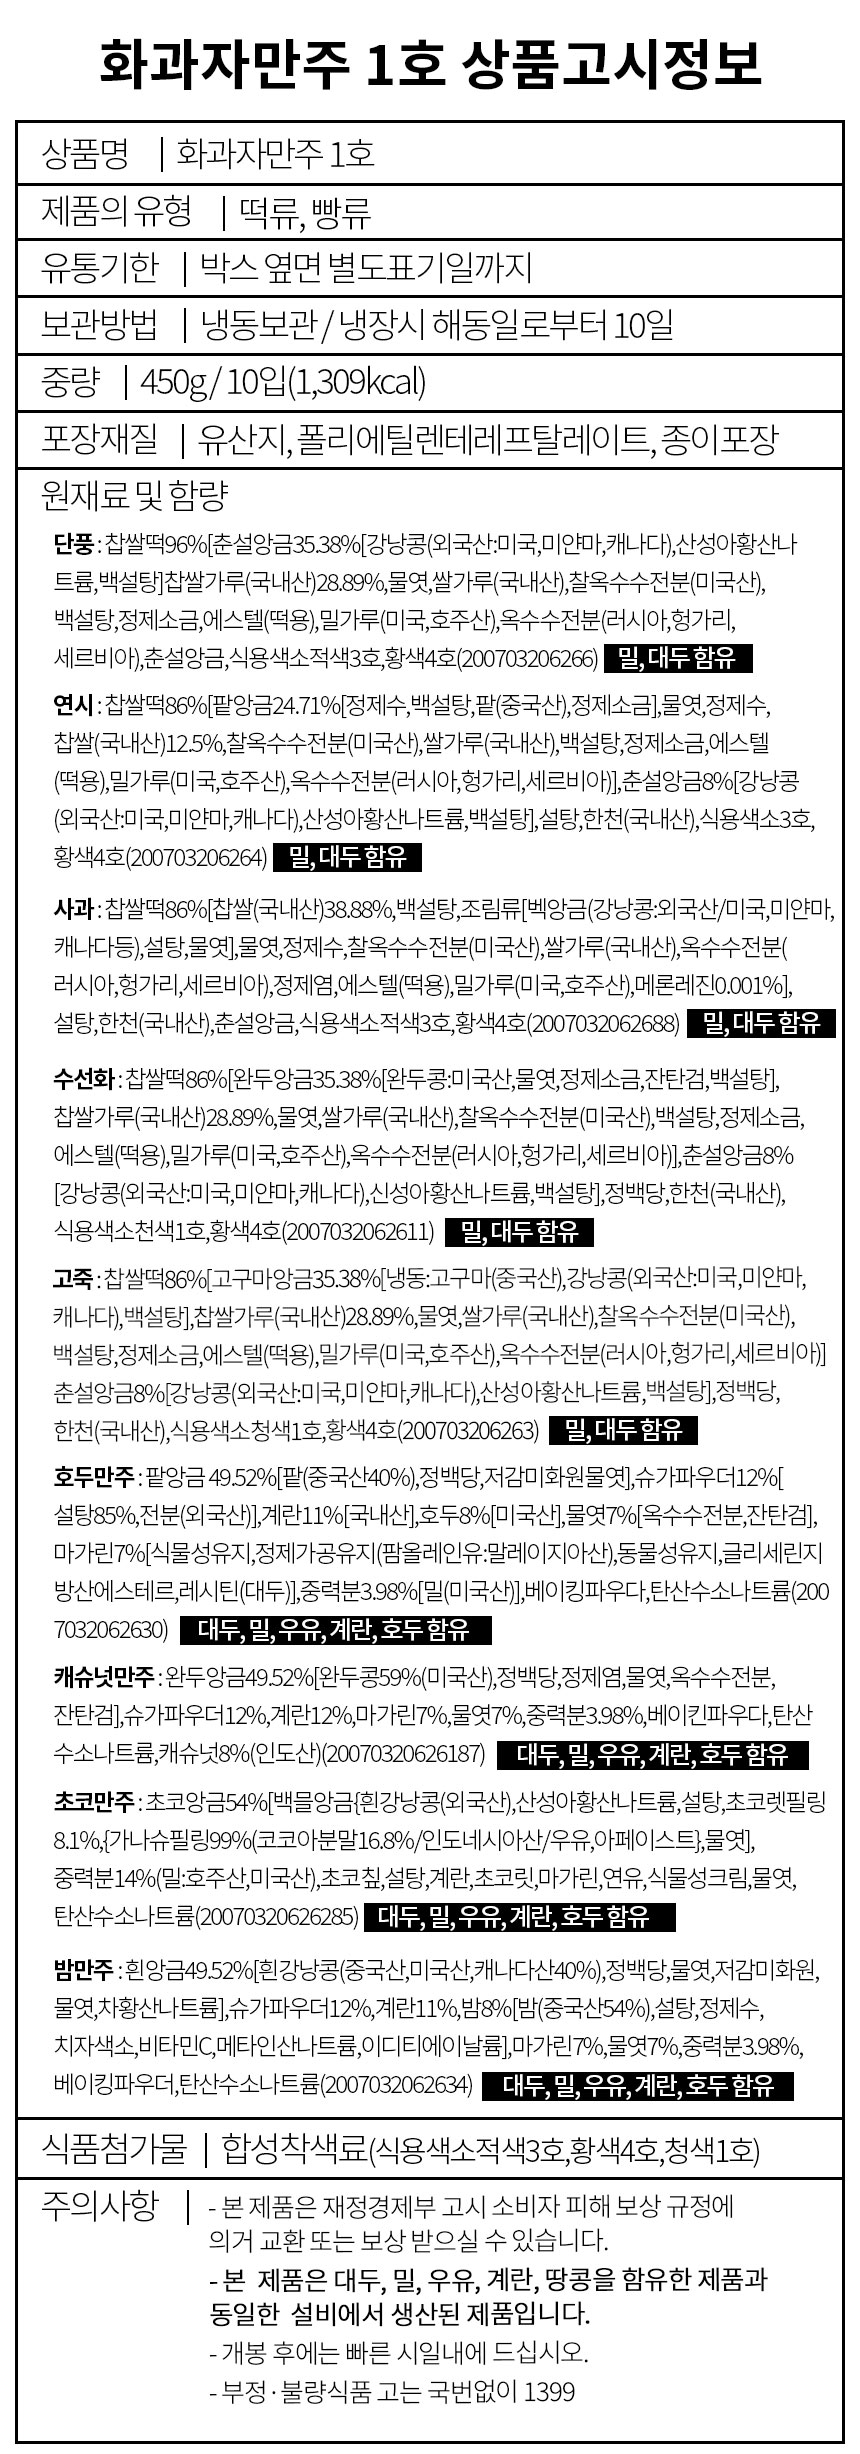 화과자만주 1호 상품고시정보
상품명 | 화과자만주 1호
제품의 유형 | 떡류, 빵류
유통기한 | 박스 옆면 별도표기일까지
보관방법 | 냉동보관 / 냉장시 해동일로부터 10일
중량 | 450g / 10입(1,309kcal)
포장재질 | 유산지, 폴리에틸렌테레프탈레이트, 종이포장
원재료 및 함량
단풍 : 찹쌀떡96%[춘설앙금35.38%[강낭콩(외국산:미국,미얀마,캐나다),산성아황산나
트륨,백설탕]찹쌀가루(국내산)28.89%,물엿,쌀가루(국내산),찰옥수수전분(미국산),
백설탕,정제소금,에스텔(떡용),밀가루(미국,호주산),옥수수전분(러시아,헝가리,
세르비아),춘설앙금,식용색소적색3호,황색4호(200703206266) 밀, 대두 함유
연시 : 찹쌀떡86%[팥앙금24.71%[정제수,백설탕,팥(중국산),정제소금],물엿,정제수,
찹쌀(국내산)12.5%,찰옥수수전분(미국산),쌀가루(국내산),백설탕,정제소금,에스텔
(떡용),밀가루(미국,호주산),옥수수전분(러시아,헝가리,세르비아)],춘설앙금8%[강낭콩
(외국산:미국,미얀마,캐나다),산성아황산나트륨,백설탕],설탕,한천(국내산),식용색소3호,
황색4호(200703206264) 밀, 대두 함유
사과 : 찹쌀떡86%[찹쌀(국내산)38.88%,백설탕,조림류[벡앙금(강낭콩:외국산/미국,미얀마,
캐나다등),설탕,물엿],물엿,정제수,찰옥수수전분(미국산),쌀가루(국내산),옥수수전분(
러시아,헝가리,세르비아),정제염,에스텔(떡용),밀가루(미국,호주산),메론레진0.001%],
설탕,한천(국내산),춘설앙금,식용색소적색3호,황색4호(2007032062688) 밀, 대두 함유
수선화 : 찹쌀떡86%[완두앙금35.38%[완두콩:미국산,물엿,정제소금,잔탄검,백설탕],
찹쌀가루(국내산)28.89%,물엿,쌀가루(국내산),찰옥수수전분(미국산),백설탕,정제소금,
에스텔(떡용),밀가루(미국,호주산),옥수수전분(러시아,헝가리,세르비아)],춘설앙금8%
[강낭콩(외국산:미국,미얀마,캐나다),신성아황산나트륨,백설탕],정백당,한천(국내산),
식용색소천색1호,황색4호(2007032062611) 밀, 대두 함유
고죽 : 찹쌀떡86%[고구마앙금35.38%[냉동:고구마(중국산),강낭콩(외국산:미국,미얀마,
캐나다),백설탕],찹쌀가루(국내산)28.89%,물엿,쌀가루(국내산),찰옥수수전분(미국산),
백설탕,정제소금,에스텔(떡용),밀가루(미국,호주산),옥수수전분(러시아,헝가리,세르비아)]
춘설앙금8%[강낭콩(외국산:미국,미얀마,캐나다),산성아황산나트륨,백설탕],정백당,
한천(국내산),식용색소청색1호,황색4호(200703206263) 밀, 대두 함유
호두만주 : 팥앙금 49.52%[팥(중국산40%),정백당,저감미화원물엿],슈가파우더12%[
설탕85%,전분(외국산)],계란11%[국내산],호두8%[미국산],물엿7%[옥수수전분,잔탄검],
마가린7%[식물성유지,정제가공유지(팜올레인유:말레이지아산),동물성유지,글리세린지
방산에스테르,레시틴(대두)],중력분3.98%[밀(미국산)],베이킹파우다,탄산수소나트륨(200
7032062630) 대두, 밀, 우유, 계란, 호두 함유
캐슈넛만주 : 완두앙금49.52%[완두콩59%(미국산),정백당,정제염,물엿,옥수수전분,
잔탄검],슈가파우더12%,계란12%,마가린7%,물엿7%,중력분3.98%,베이킨파우다,탄산
수소나트륨,캐슈넛8%(인도산)(20070320626187) 대두, 밀, 우유, 계란, 호두 함유
초코만주 : 초코앙금54%[백믈앙금{흰강낭콩(외국산),산성아황산나트륨,설탕,초코렛필링
8.1%,{가나슈필링99%(코코아분말16.8%/인도네시아산/우유,아페이스트},물엿],
중력분14%(밀:호주산,미국산),초코칲,설탕,계란,초코릿,마가린,연유,식물성크림,물엿,
탄산수소나트륨(20070320626285) 대두, 밀, 우유, 계란, 호두 함유
밤만주 : 흰앙금49.52%[흰강낭콩(중국산,미국산,캐나다산40%),정백당,물엿,저감미화원,
물엿,차황산나트륨],슈가파우더12%,계란11%,밤8%[밤(중국산54%),설탕,정제수,
치자색소,비타민C,메타인산나트륨,이디티에이날륨],마가린7%,물엿7%,중력분3.98%,
베이킹파우더,탄산수소나트륨(2007032062634) 대두, 밀, 우유, 계란, 호두 함유
식품첨가물 | 합성착색료(식용색소적색3호,황색4호,청색1호)
주의사항 | - 본 제품은 재정경제부 고시 소비자 피해 보상 규정에
의거 교환 또는 보상 받으실 수 있습니다.
- 본 제품은 대두, 밀, 우유, 계란, 땅콩을 함유한 제품과
동일한 설비에서 생산된 제품입니다.
- 개봉 후에는 빠른 시일내에 드십시오.
- 부정·불량식품 고는 국번없이 1399